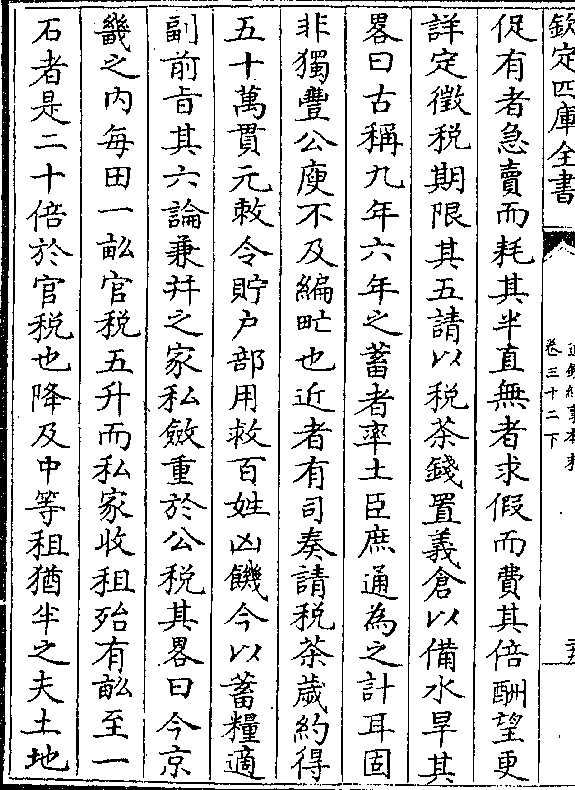 欽定四庫全書
卷三十二下
促有者急賣而耗其半直無者求假而費其倍酬望更
詳定徴税期限其五請以税茶錢置義倉以備水旱其
畧曰古稱九年六年之蓄者率土臣庶通為之計耳固
非獨豐公庾不及編甿也近者有司奏請税茶嵗約得
五十萬貫元敕令貯户部用救百姓凶饑今以蓄糧適
副前㫖其六論兼并之家私斂重於公税其畧曰今京
畿之内每田一畝官税五升而私家收租殆有畝至一
石者是二十倍於官税也降及中等租猶半之夫土地